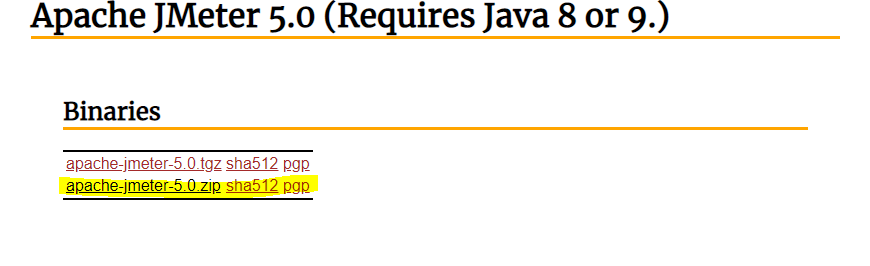 Apache JMeter 5.0 (Requires Java 8 or 9.)
Binaries
apache-jmeter-5.0.tgz sha512 pgp
apache-jmeter-5.0.zip sha512 pgp